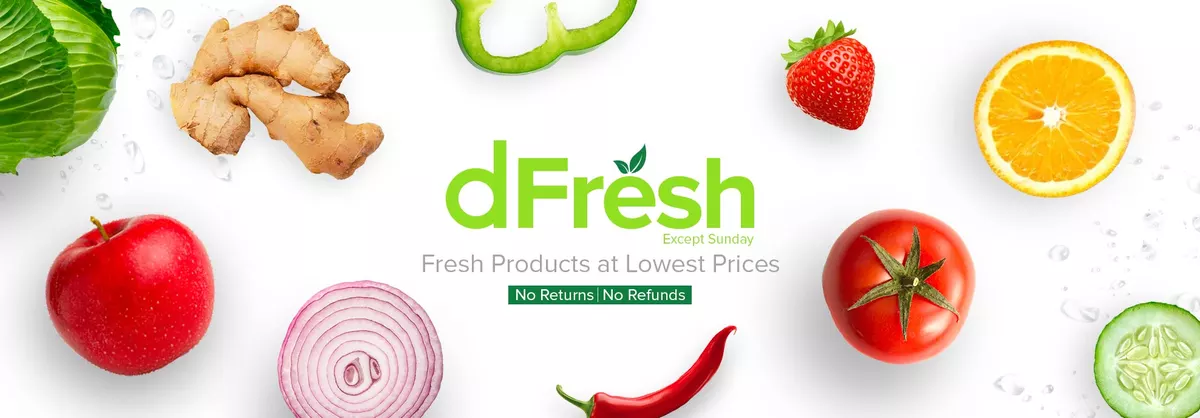 dFresh
Except Sunday
Fresh Products at Lowest Prices
No Returns | No Refunds